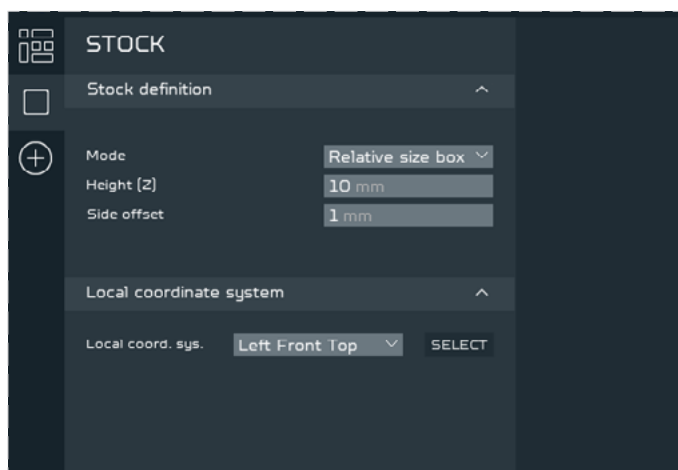 STOCK
Stock definition
Mode Relative size box
Height (Z) 10 mm
Side offset 1 mm
Local coordinate system
Local coord. sys. Left Front Top SELECT